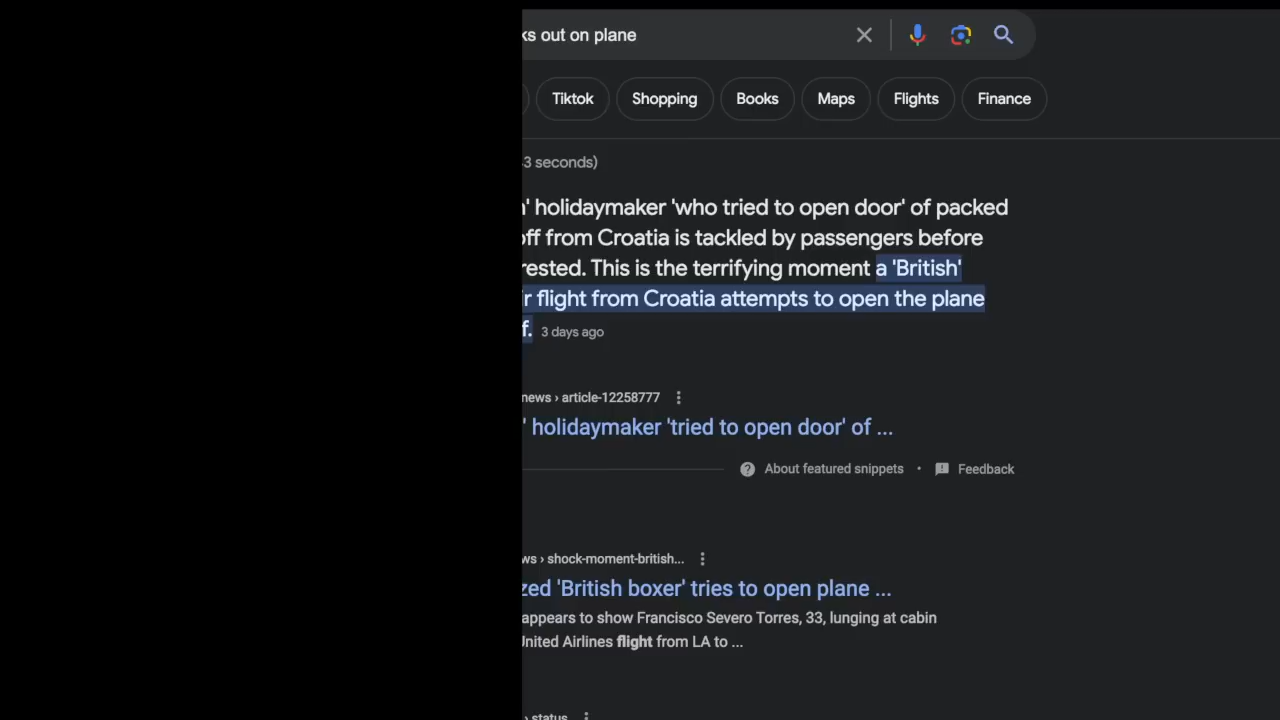 out on plane
Tiktok Shopping Books Maps Flights Finance
3 seconds)
holidaymaker 'who tried to open door' of packed
off from Croatia is tackled by passengers before
This is the terrifying moment a 'British'
flight from Croatia attempts to open the plane
3 days ago
news › article-12258777
' holidaymaker 'tried to open door' of ...
About featured snippets • Feedback
› shock-moment-british...
'British boxer' tries to open plane ...
appears to show Francisco Severo Torres, 33, lunging at cabin
United Airlines flight from LA to ...
› status